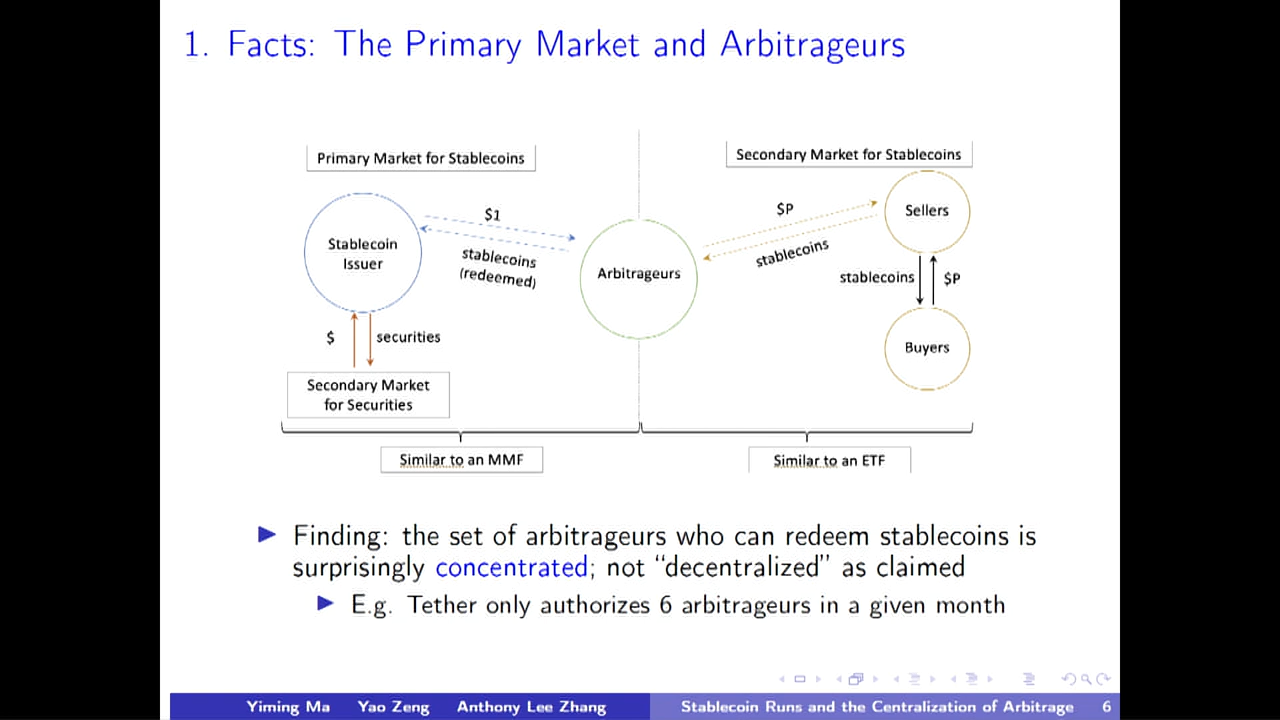 1. Facts: The Primary Market and Arbitrageurs
Primary Market for Stablecoins
Secondary Market for Stablecoins
Stablecoin
Issuer
$1
stablecoins
(redeemed)
Arbitrageurs
$P
stablecoins
Sellers
stablecoins
$P
Buyers
$
securities
Secondary Market
for Securities
Similar to an MMF
Similar to an ETF
Finding: the set of arbitrageurs who can redeem stablecoins is
surprisingly concentrated; not “decentralized” as claimed
E.g. Tether only authorizes 6 arbitrageurs in a given month
Yiming Ma Yao Zeng Anthony Lee Zhang
Stablecoin Runs and the Centralization of Arbitrage 6